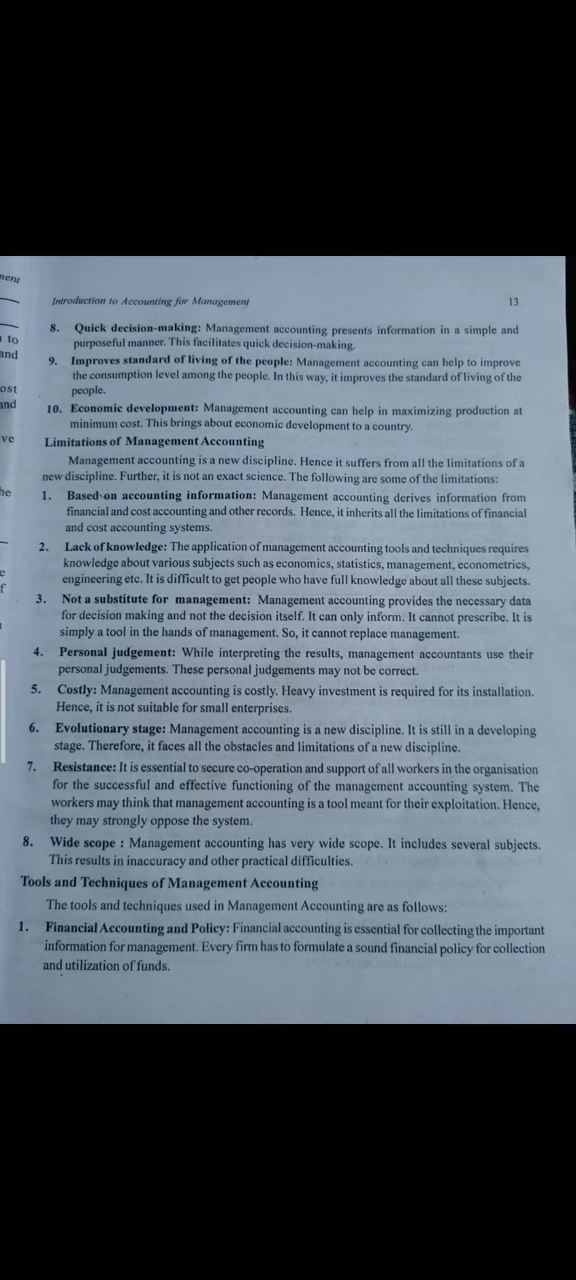 ment
Introduction to Accounting for Management 13
8. Quick decision-making: Management accounting presents information in a simple and
purposeful manner. This facilitates quick decision-making.
to
and
9. Improves standard of living of the people: Management accounting can help to improve
the consumption level among the people. In this way, it improves the standard of living of the
people.
ost
and
10. Economic development: Management accounting can help in maximizing production at
minimum cost. This brings about economic development to a country.
ve
Limitations of Management Accounting
Management accounting is a new discipline. Hence it suffers from all the limitations of a
new discipline. Further, it is not an exact science. The following are some of the limitations:
he
1. Based on accounting information: Management accounting derives information from
financial and cost accounting and other records. Hence, it inherits all the limitations of financial
and cost accounting systems.
2. Lack of knowledge: The application of management accounting tools and techniques requires
knowledge about various subjects such as economics, statistics, management, econometrics,
engineering etc. It is difficult to get people who have full knowledge about all these subjects.
e
f
3. Not a substitute for management: Management accounting provides the necessary data
for decision making and not the decision itself. It can only inform. It cannot prescribe. It is
simply a tool in the hands of management. So, it cannot replace management.
4. Personal judgement: While interpreting the results, management accountants use their
personal judgements. These personal judgements may not be correct.
5. Costly: Management accounting is costly. Heavy investment is required for its installation.
Hence, it is not suitable for small enterprises.
6. Evolutionary stage: Management accounting is a new discipline. It is still in a developing
stage. Therefore, it faces all the obstacles and limitations of a new discipline.
7. Resistance: It is essential to secure co-operation and support of all workers in the organisation
for the successful and effective functioning of the management accounting system. The
workers may think that management accounting is a tool meant for their exploitation. Hence,
they may strongly oppose the system.
8. Wide scope : Management accounting has very wide scope. It includes several subjects.
This results in inaccuracy and other practical difficulties.
Tools and Techniques of Management Accounting
The tools and techniques used in Management Accounting are as follows:
1. Financial Accounting and Policy: Financial accounting is essential for collecting the important
information for management. Every firm has to formulate a sound financial policy for collection
and utilization of funds.